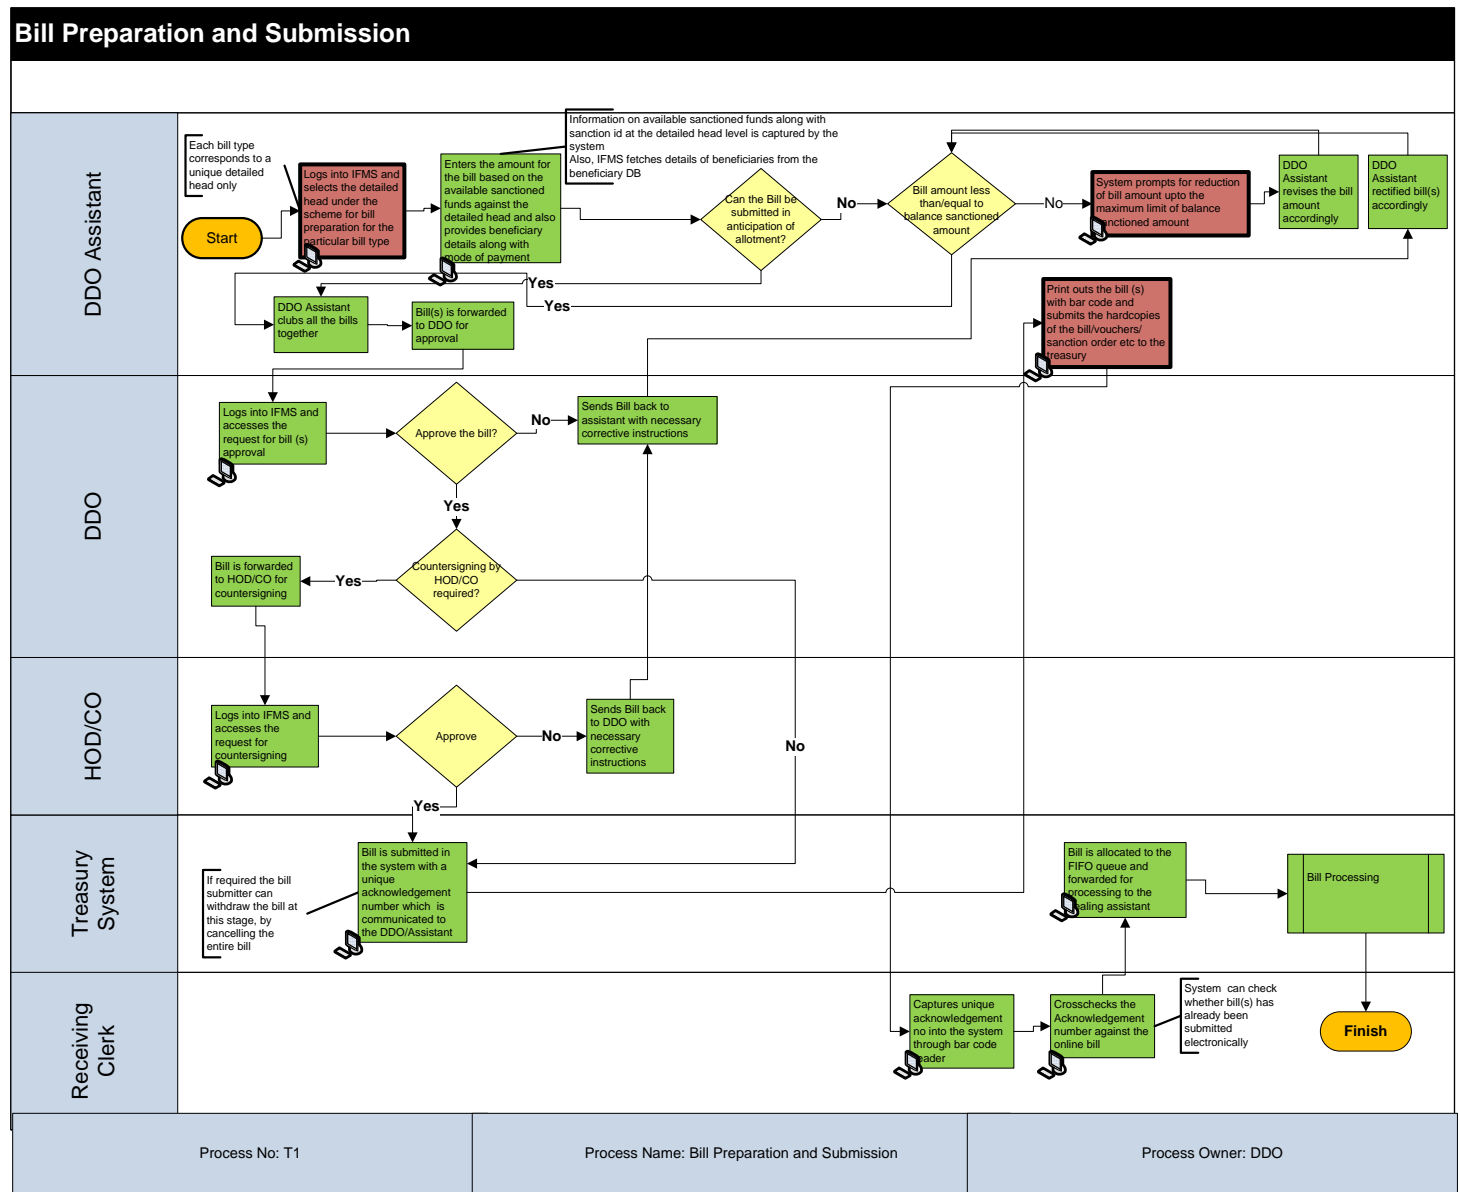 Bill Preparation and Submission
DDO Assistant
Each bill type
corresponds to a
unique detailed
head only
Start
Logs into IFMS and
selects the detailed
head under the
scheme for bill
preparation for the
particular bill type
Enters the amount for
the bill based on the
available sanctioned
funds against the
detailed head and also
provides beneficiary
details along with
mode of payment
Information on available sanctioned funds along with
sanction id at the detailed head level is captured by the
system
Also, IFMS fetches details of beneficiaries from the
beneficiary DB
Can the Bill be
submitted in
anticipation of
allotment?
No
Bill amount less
than/equal to
balance sanctioned
amount
No
System prompts for reduction
of bill amount upto the
maximum limit of balance
sanctioned amount
DDO
Assistant
revises the bill
amount
accordingly
DDO
Assistant
rectified bill(s)
accordingly
Yes
Yes
DDO Assistant
clubs all the bills
together
Bill(s) is forwarded
to DDO for
approval
Print outs the bill (s)
with bar code and
submits the hardcopies
of the bill/vouchers/
sanction order etc to the
treasury
DDO
Logs into IFMS and
accesses the
request for bill (s)
approval
Approve the bill?
No
Sends Bill back to
assistant with necessary
corrective instructions
Yes
Bill is forwarded
to HOD/CO for
countersigning
Yes
Countersigning by
HOD/CO
required?
HOD/CO
Logs into IFMS and
accesses the
request for
countersigning
Approve
No
Sends Bill back
to DDO with
necessary
corrective
instructions
No
Yes
Treasury
System
If required the bill
submitter can
withdraw the bill at
this stage, by
cancelling the
entire bill
Bill is submitted in
the system with a
unique
acknowledgement
number which is
communicated to
the DDO/Assistant
Bill is allocated to the
FIFO queue and
forwarded for
processing to the
dealing assistant
Bill Processing
Receiving
Clerk
Captures unique
acknowledgement
no into the system
through bar code
reader
Crosschecks the
Acknowledgement
number against the
online bill
System can check
whether bill(s) has
already been
submitted
electronically
Finish
Process No: T1
Process Name: Bill Preparation and Submission
Process Owner: DDO